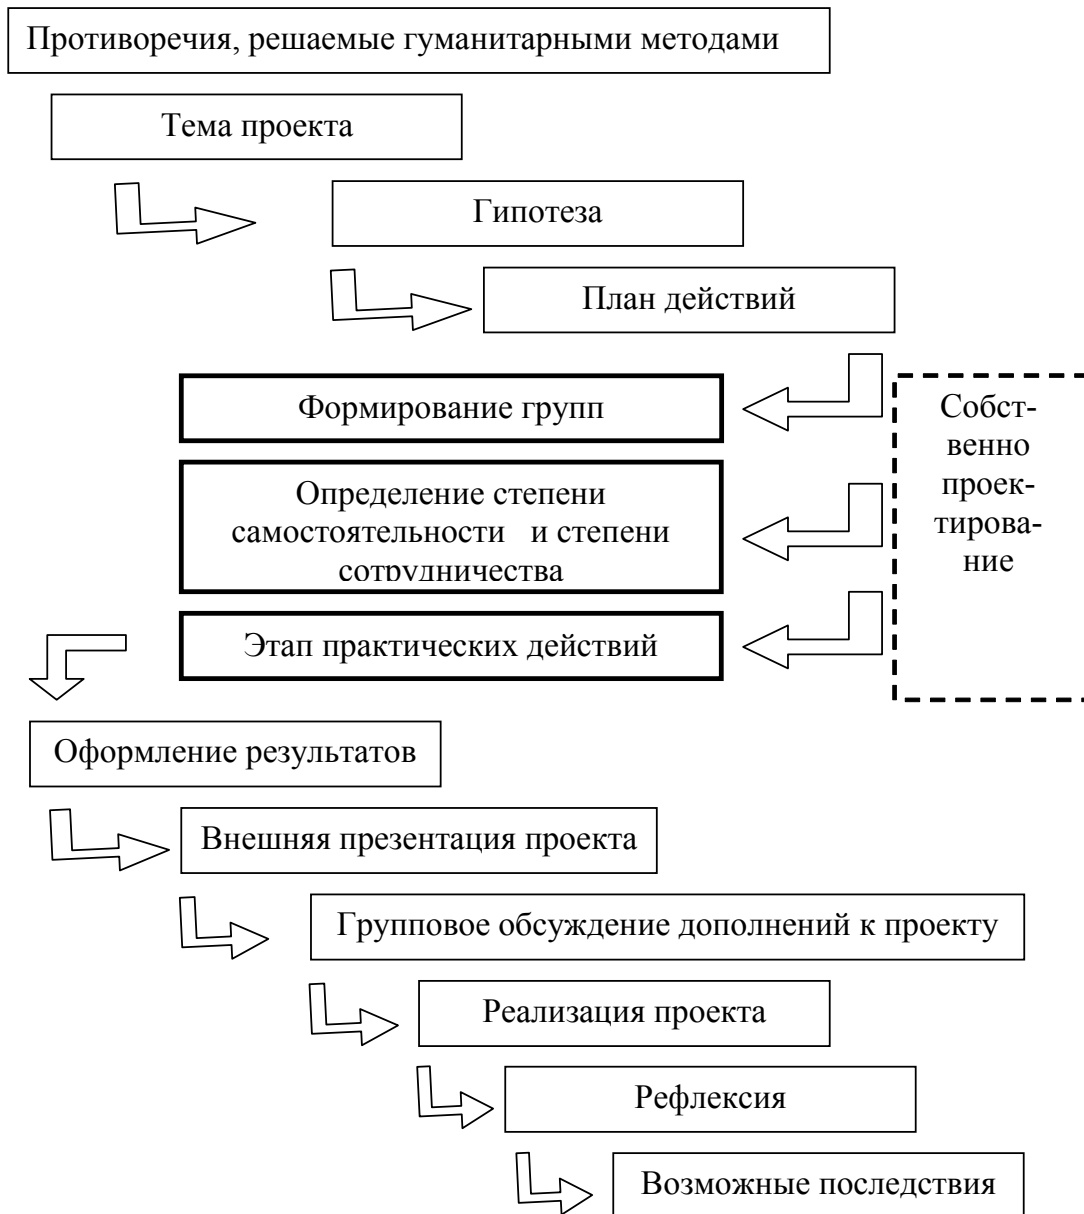 Противоречия, решаемые гуманитарными методами
Тема проекта
Гипотеза
План действий
Формирование групп
Определение степени
самостоятельности и степени
сотрудничества
Этап практических действий
Собст-
венно
проек-
тирова-
ние
Оформление результатов
Внешняя презентация проекта
Групповое обсуждение дополнений к проекту
Реализация проекта
Рефлексия
Возможные последствия